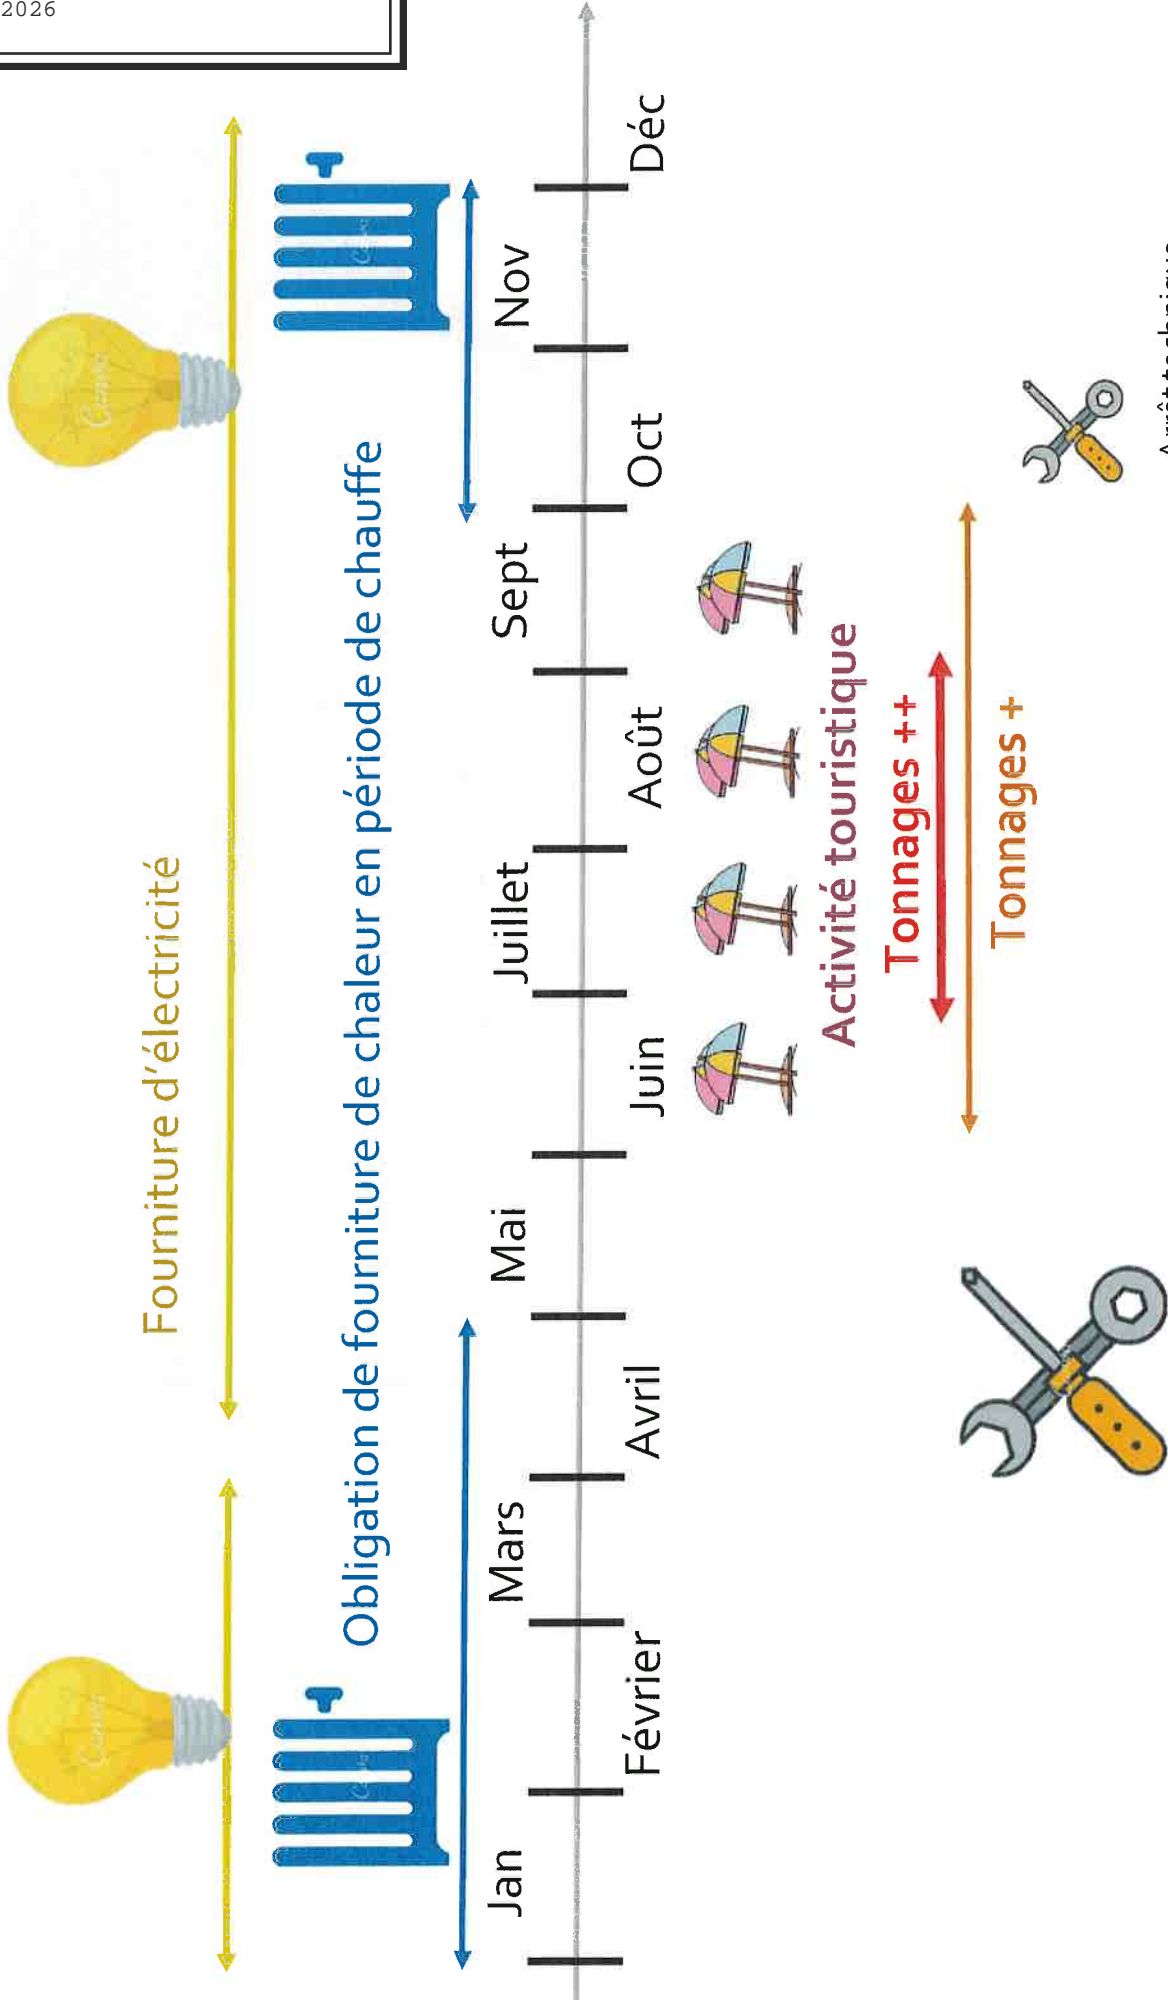 2026
Fourniture d'électricité
Obligation de fourniture de chaleur en période de chauffe
Jan
Février
Mars
Avril
Mai
Juin
Juillet
Août
Sept
Oct
Nov
Déc
Activité touristique
Tonnages ++
Tonnages +